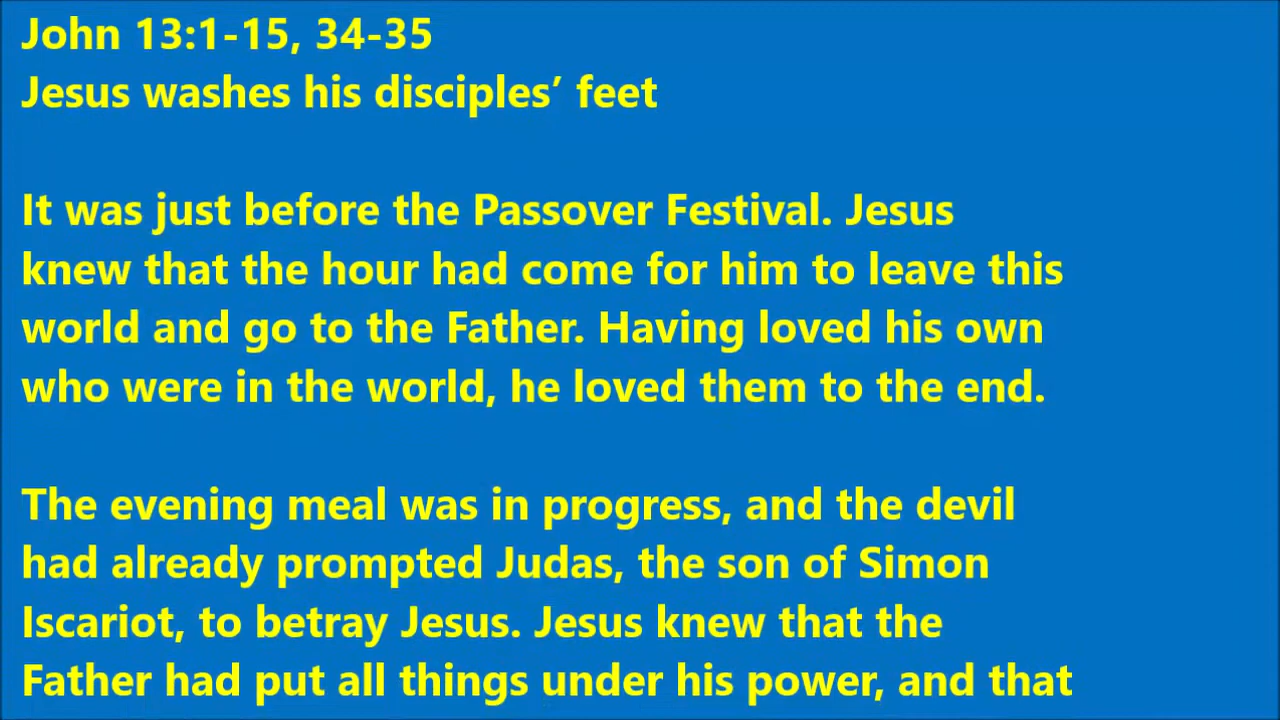 John 13:1-15, 34-35
Jesus washes his disciples’ feet
It was just before the Passover Festival. Jesus
knew that the hour had come for him to leave this
world and go to the Father. Having loved his own
who were in the world, he loved them to the end.
The evening meal was in progress, and the devil
had already prompted Judas, the son of Simon
Iscariot, to betray Jesus. Jesus knew that the
Father had put all things under his power, and that